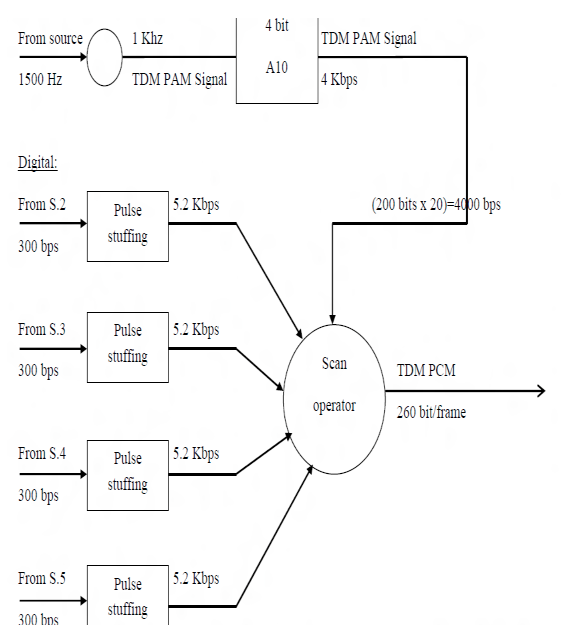 From source
1 Khz
4 bit
TDM PAM Signal
1500 Hz
TDM PAM Signal
A10
4 Kbps
Digital:
From S.2
Pulse
stuffing
5.2 Kbps
(200 bits x 20)=4000 bps
300 bps
From S.3
Pulse
stuffing
5.2 Kbps
300 bps
Scan
operator
TDM PCM
260 bit/frame
From S.4
Pulse
stuffing
5.2 Kbps
300 bps
From S.5
Pulse
stuffing
5.2 Kbps
300 bps